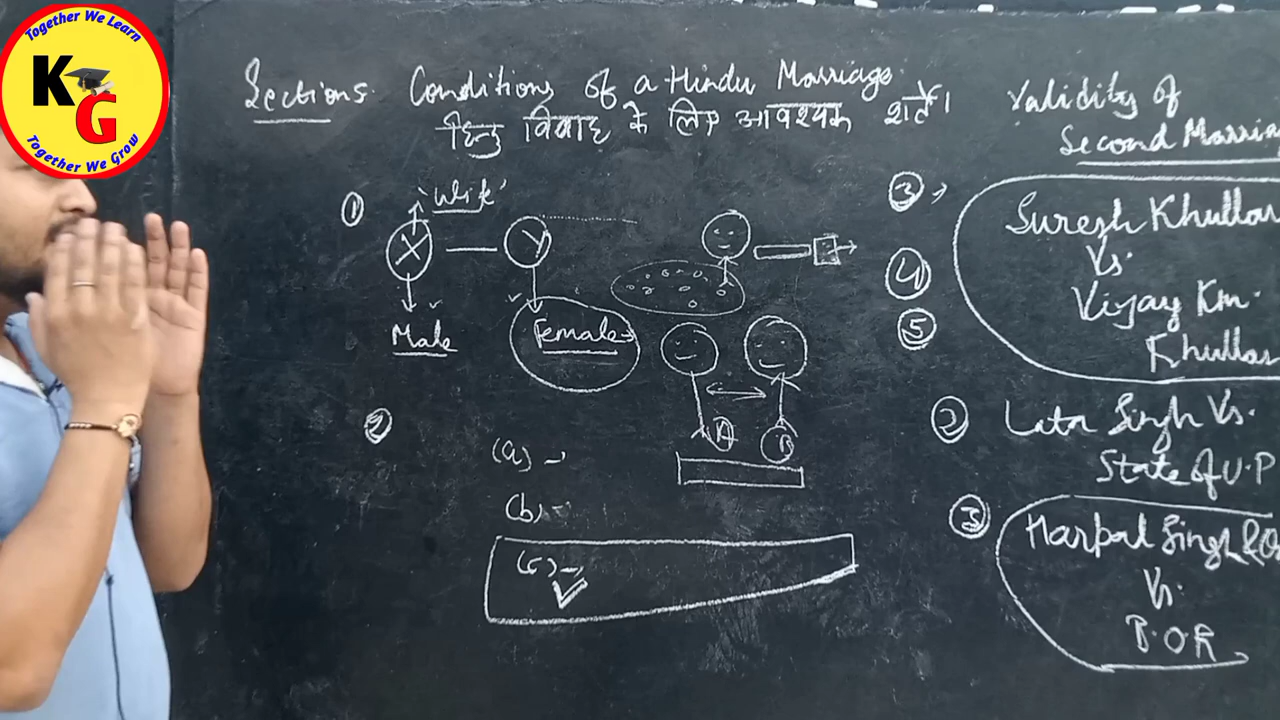 Together We Learn
KG
Together We Grow
Sections. Conditions of a Hindu Marriage.
हिन्दु विवाह के लिए आवश्यक शर्ते।
Validity of
Second Marriag
①
'Wife'
X
Y
Male
Female
②
(a) -
(b) -
(c) -
A
B
③
④
⑤
Suresh Khullar
Vs.
Vijay Km.
Khullar
② Lata Singh Vs.
State of U.P
③ Harpal Singh & O
Vs.
B.O.R